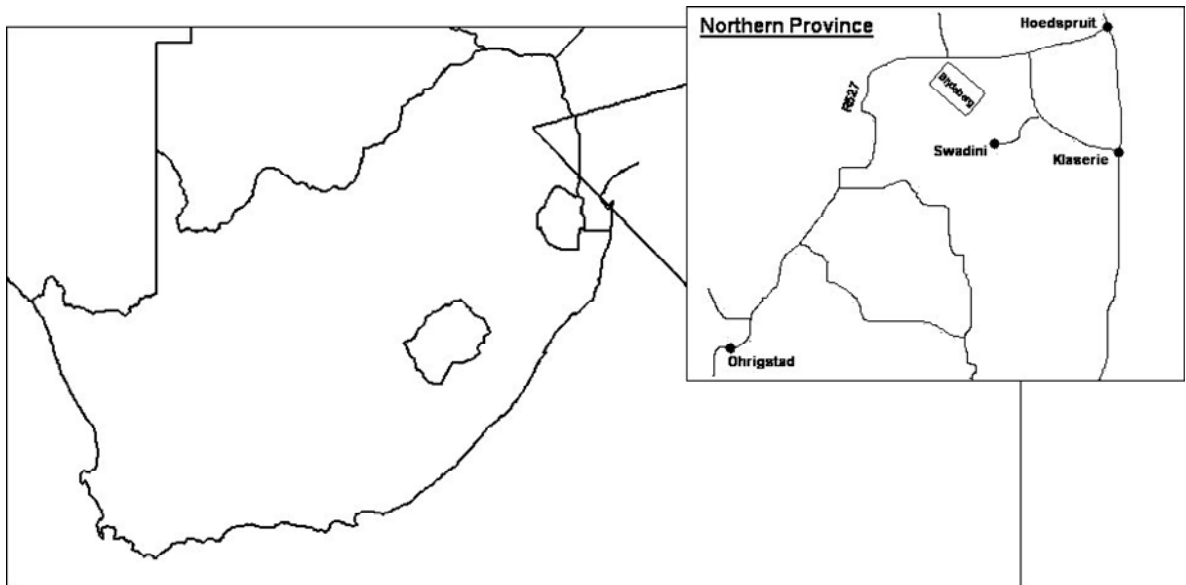 Northern Province
Hoedspruit
R527
Blydeberg
Swadini
Klaserie
Ohrigstad